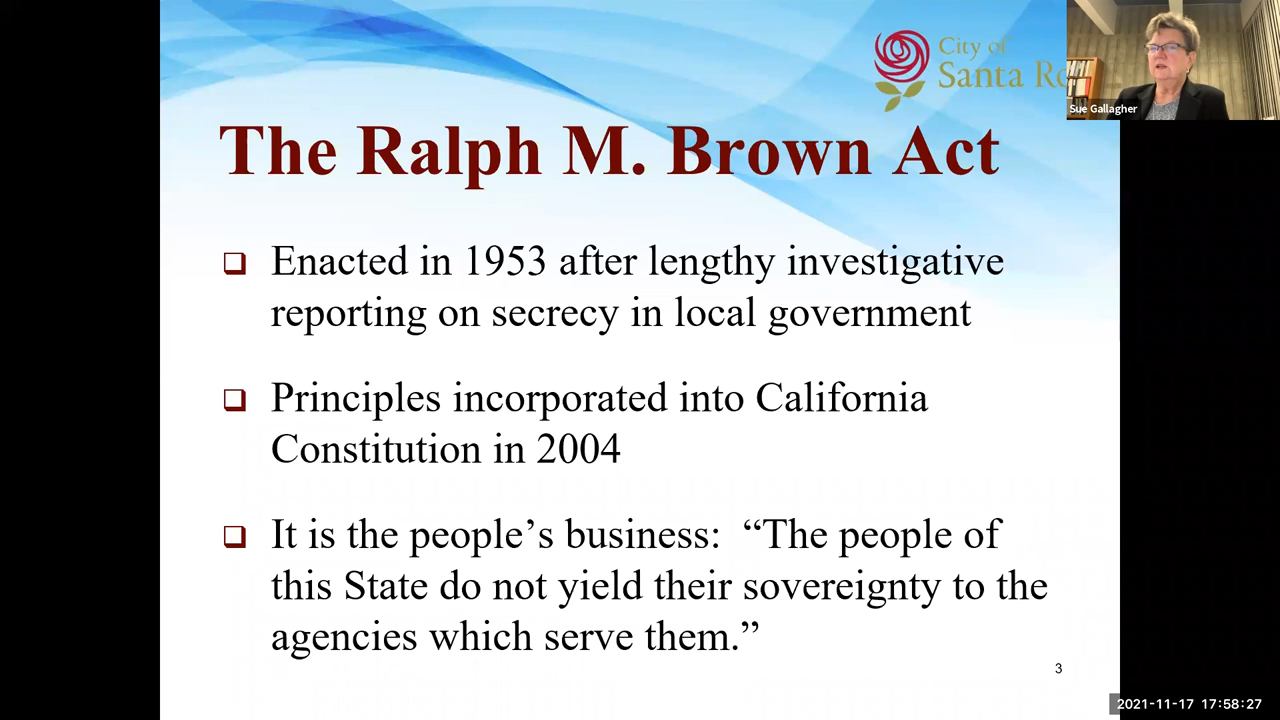 City of
Santa Ro
Sue Gallagher
The Ralph M. Brown Act
Enacted in 1953 after lengthy investigative
reporting on secrecy in local government
Principles incorporated into California
Constitution in 2004
It is the people’s business:  “The people of
this State do not yield their sovereignty to the
agencies which serve them.”
3
2021-11-17 17:58:27